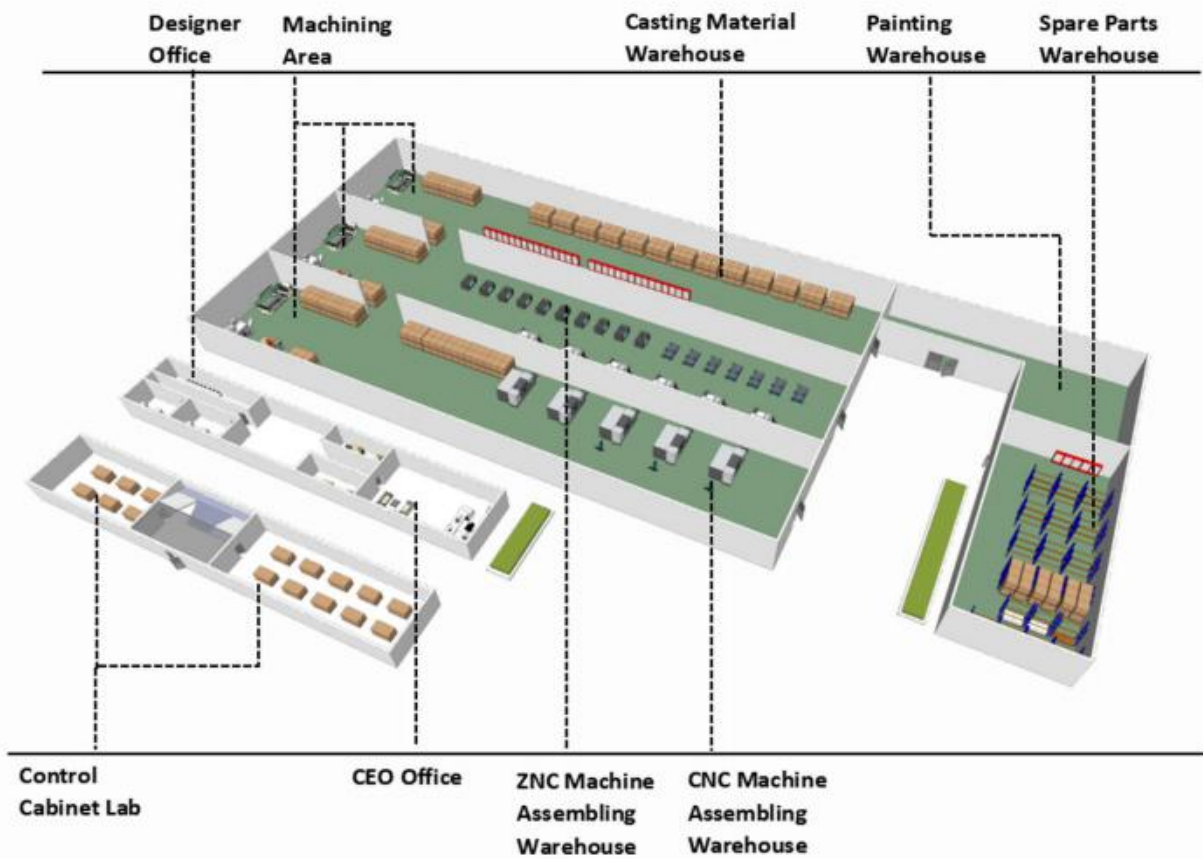 Designer
Office
Machining
Area
Casting Material
Warehouse
Painting
Warehouse
Spare Parts
Warehouse
Control
Cabinet Lab
CEO Office
ZNC Machine
Assembling
Warehouse
CNC Machine
Assembling
Warehouse